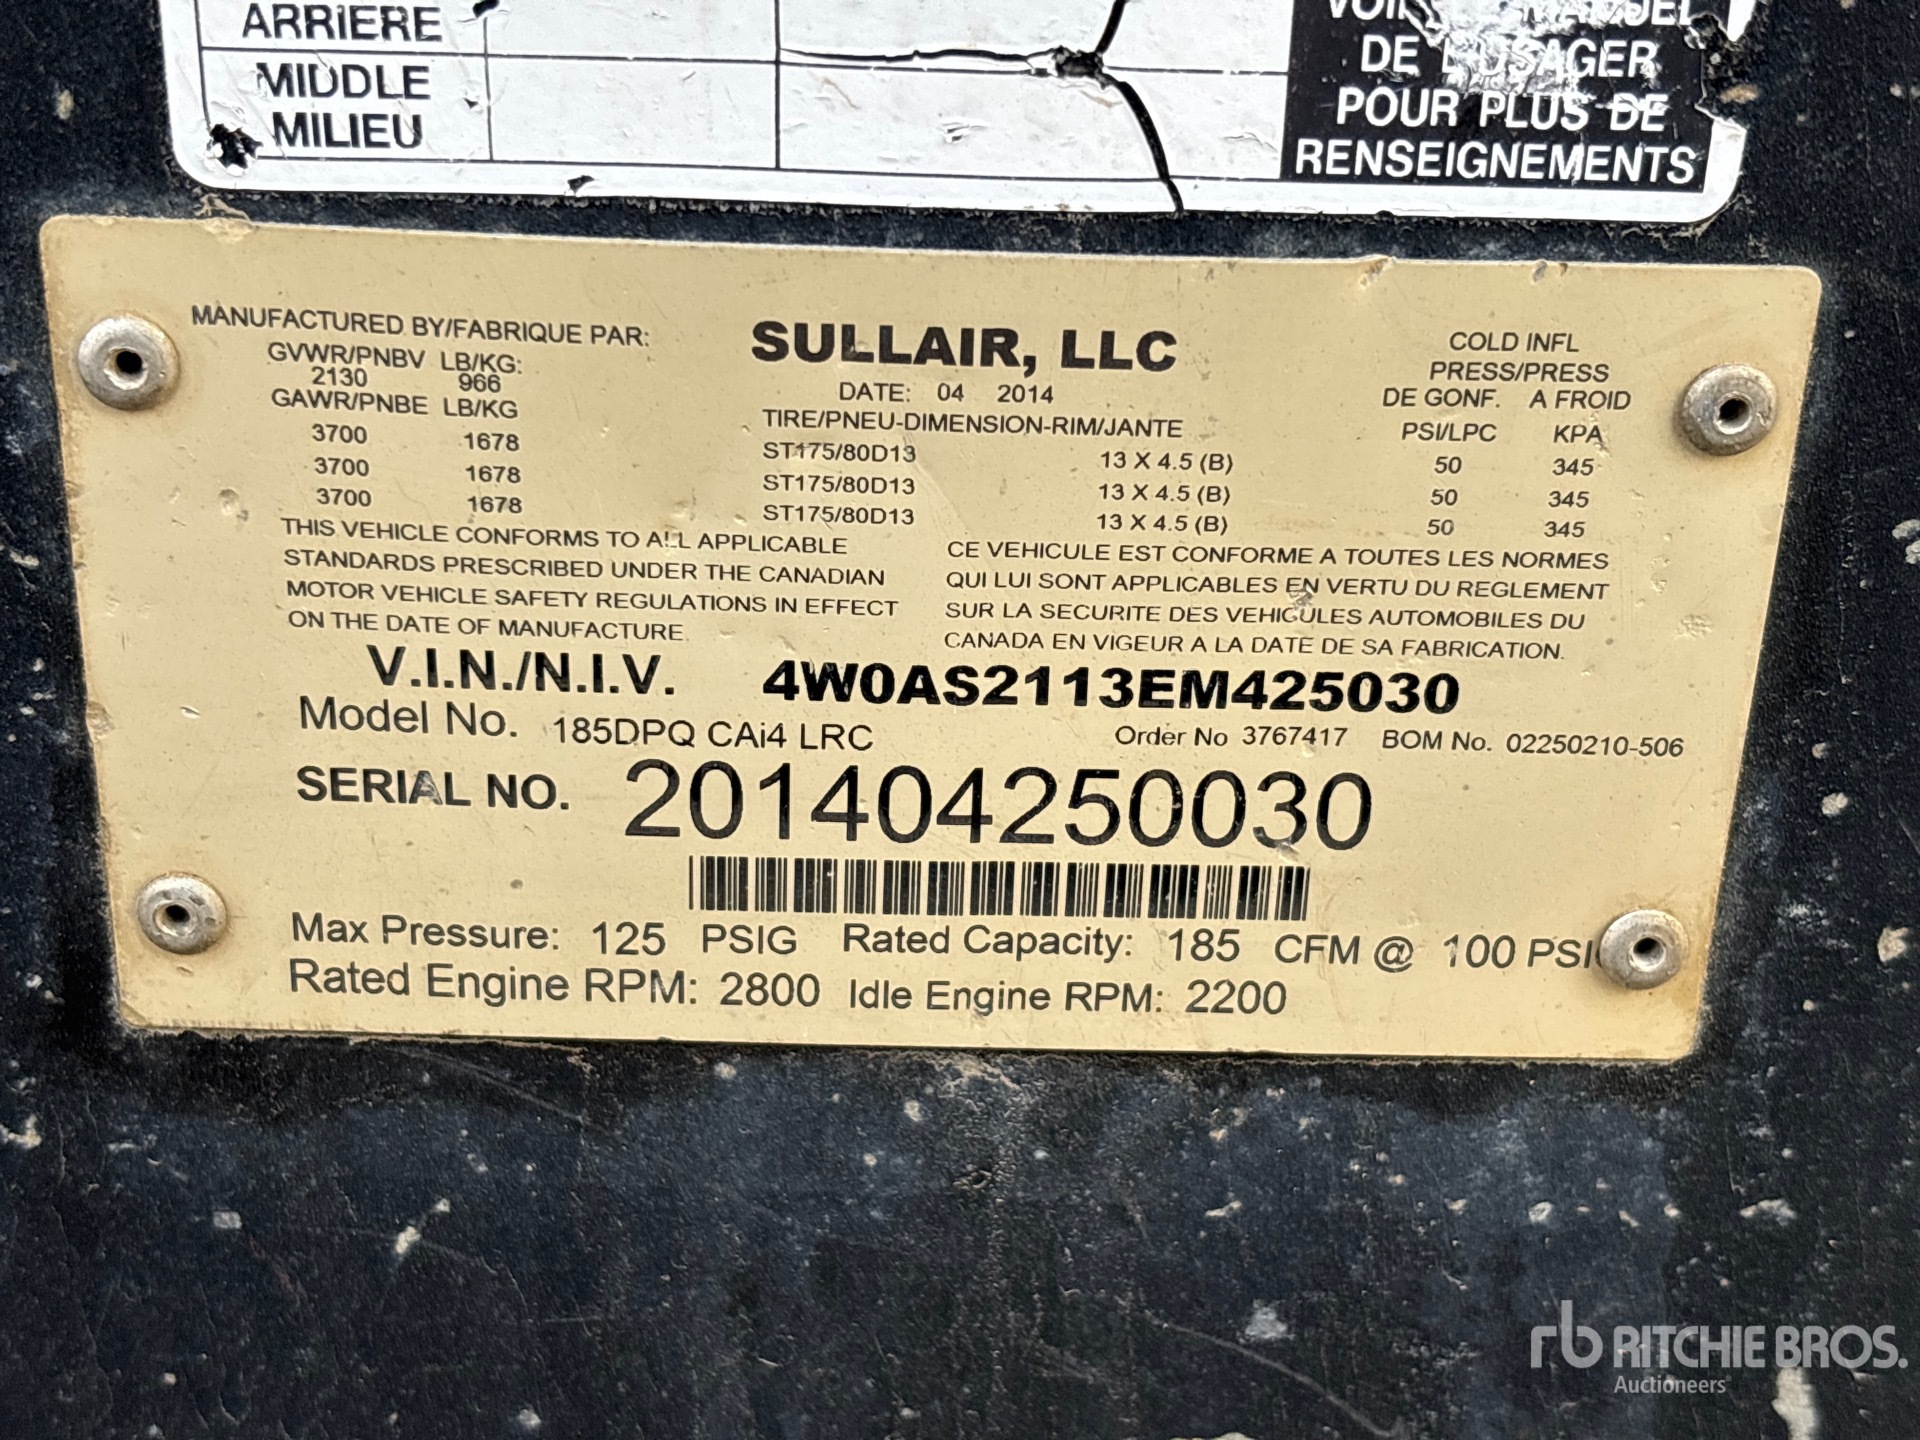 ARRIERE
MIDDLE
MILIEU
DE L'USAGER
POUR PLUS DE
RENSEIGNEMENTS
MANUFACTURED BY/FABRIQUE PAR:
SULLAIR, LLC
GVWR/PNBV LB/KG:
2130 966
DATE: 04 2014
COLD INFL
PRESS/PRESS
GAWR/PNBE LB/KG
TIRE/PNEU-DIMENSION-RIM/JANTE
DE GONF. A FROID
PSI/LPC KPA
3700 1678 ST175/80D13 13 X 4.5 (B) 50 345
3700 1678 ST175/80D13 13 X 4.5 (B) 50 345
3700 1678 ST175/80D13 13 X 4.5 (B) 50 345
THIS VEHICLE CONFORMS TO ALL APPLICABLE
STANDARDS PRESCRIBED UNDER THE CANADIAN
MOTOR VEHICLE SAFETY REGULATIONS IN EFFECT
ON THE DATE OF MANUFACTURE.
CE VEHICULE EST CONFORME A TOUTES LES NORMES
QUI LUI SONT APPLICABLES EN VERTU DU REGLEMENT
SUR LA SECURITE DES VEHICULES AUTOMOBILES DU
CANADA EN VIGEUR A LA DATE DE SA FABRICATION.
V.I.N./N.I.V. 4W0AS2113EM425030
Model No. 185DPQ CAi4 LRC Order No 3767417 BOM No. 02250210-506
SERIAL NO. 201404250030
Max Pressure: 125 PSIG Rated Capacity: 185 CFM @ 100 PSI
Rated Engine RPM: 2800 Idle Engine RPM: 2200
rb RITCHIE BROS.
Auctioneers